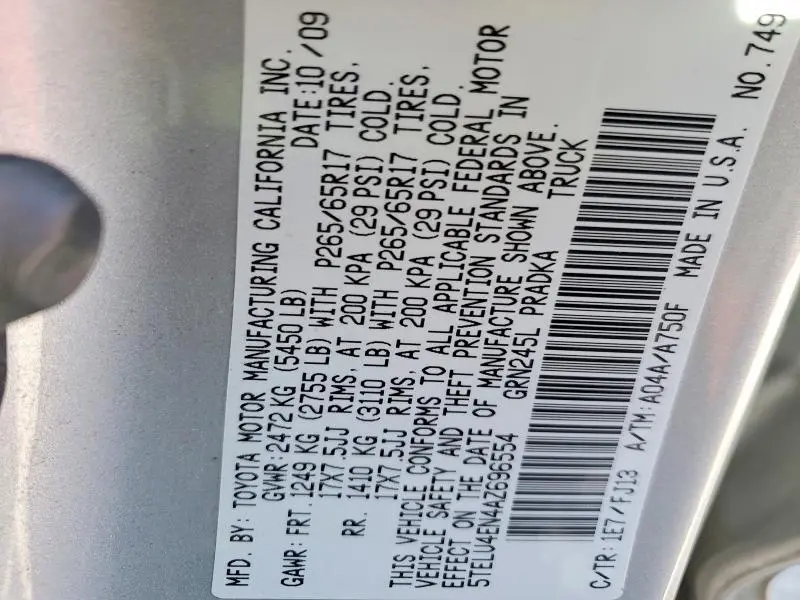 MFD. BY: TOYOTA MOTOR MANUFACTURING CALIFORNIA INC.
GVWR:2472 KG (5450 LB) DATE:10 /09
GAWR: FRT. 1249 KG (2755 LB) WITH P265/65R17 TIRES,
17X7.5JJ RIMS, AT 200 KPA (29 PSI) COLD.
RR. 1410 KG (3110 LB) WITH P265/65R17 TIRES,
17X7.5JJ RIMS, AT 200 KPA (29 PSI) COLD.
THIS VEHICLE CONFORMS TO ALL APPLICABLE FEDERAL MOTOR
VEHICLE SAFETY AND THEFT PREVENTION STANDARDS IN
EFFECT ON THE DATE OF MANUFACTURE SHOWN ABOVE.
5TELU4EN4AZ696554 GRN245L PRADKA TRUCK
C/TR: 1E7/FJ13 A/TM: A04A/A750F MADE IN U.S.A. NO. 749